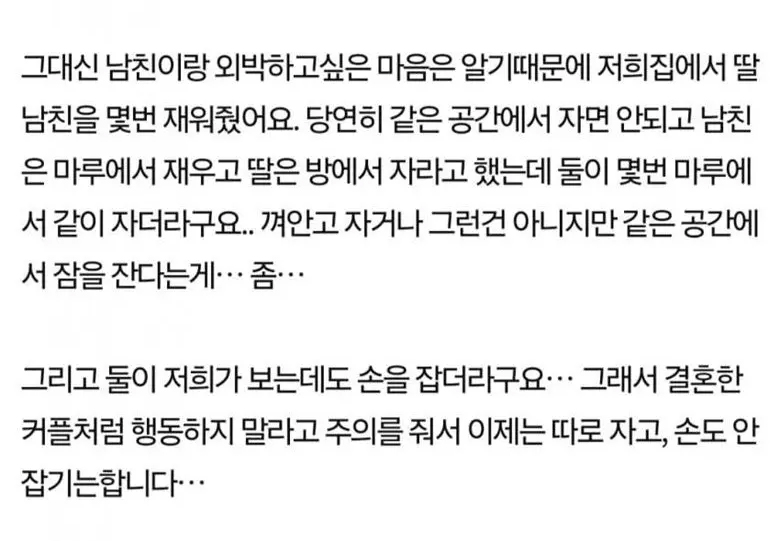 그대신 남친이랑 외박하고싶은 마음은 알기때문에 저희집에서 딸
남친을 몇번 재워줬어요. 당연히 같은 공간에서 자면 안되고 남친
은 마루에서 재우고 딸은 방에서 자라고 했는데 둘이 몇번 마루에
서 같이 자더라구요.. 껴안고 자거나 그런건 아니지만 같은 공간에
서 잠을 잔다는게… 좀…
그리고 둘이 저희가 보는데도 손을 잡더라구요… 그래서 결혼한
커플처럼 행동하지 말라고 주의를 줘서 이제는 따로 자고, 손도 안
잡기는합니다…